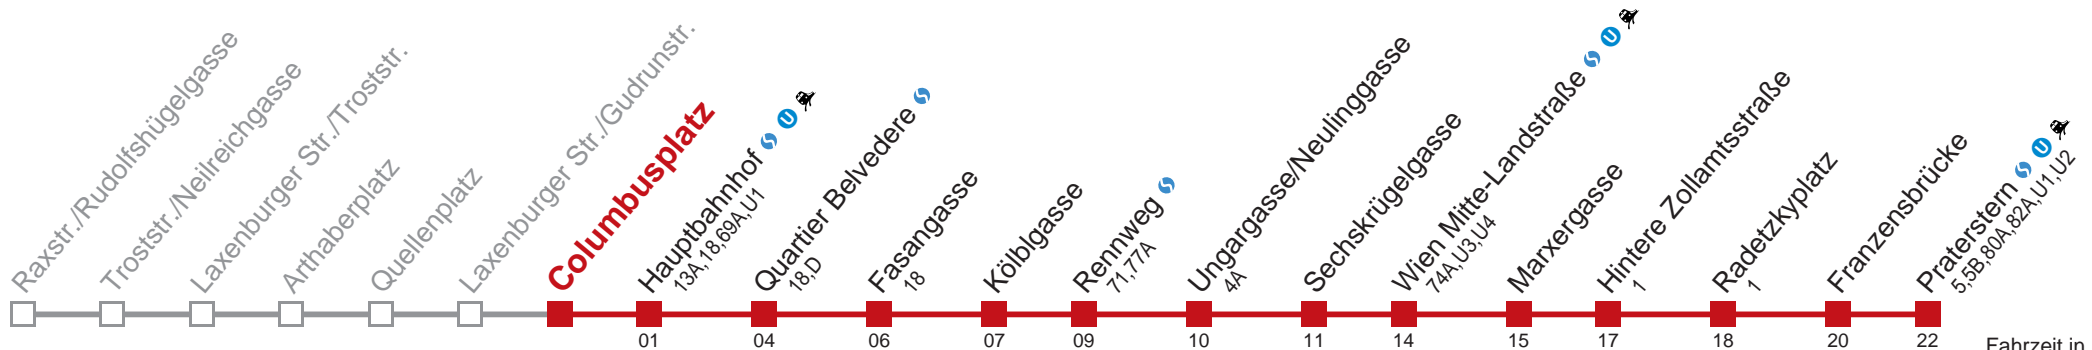 Raxstr./Rudolfshügelgasse
Troststr./Neilreichgasse
Laxenburger Str./Troststr.
Arthaberplatz
Quellenplatz
Laxenburger Str./Gudrunstr.
Columbusplatz
Hauptbahnhof S U
13A,18,69A,U1
Quartier Belvedere S
18,D
Fasangasse
18
Kölblgasse
Rennweg S
71,77A
Ungargasse/Neulinggasse
4A
Sechskrügelgasse
Wien Mitte-Landstraße S U
74A,U3,U4
Marxergasse
Hintere Zollamtsstraße
1
Radetzkyplatz
1
Franzensbrücke
Praterstern S U
5,5B,80A,82A,U1,U2
01 04 06 07 09 10 11 14 15 17 18 20 22
Fahrzeit in